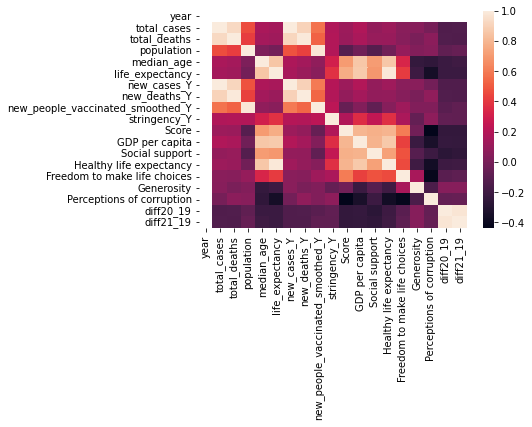 year
total_cases
total_deaths
population
median_age
life_expectancy
new_cases_Y
new_deaths_Y
new_people_vaccinated_smoothed_Y
stringency_Y
Score
GDP per capita
Social support
Healthy life expectancy
Freedom to make life choices
Generosity
Perceptions of corruption
diff20_19
diff21_19
year
total_cases
total_deaths
population
median_age
life_expectancy
new_cases_Y
new_deaths_Y
new_people_vaccinated_smoothed_Y
stringency_Y
Score
GDP per capita
Social support
Healthy life expectancy
Freedom to make life choices
Generosity
Perceptions of corruption
diff20_19
diff21_19
1.0
0.8
0.6
0.4
0.2
0.0
−0.2
−0.4